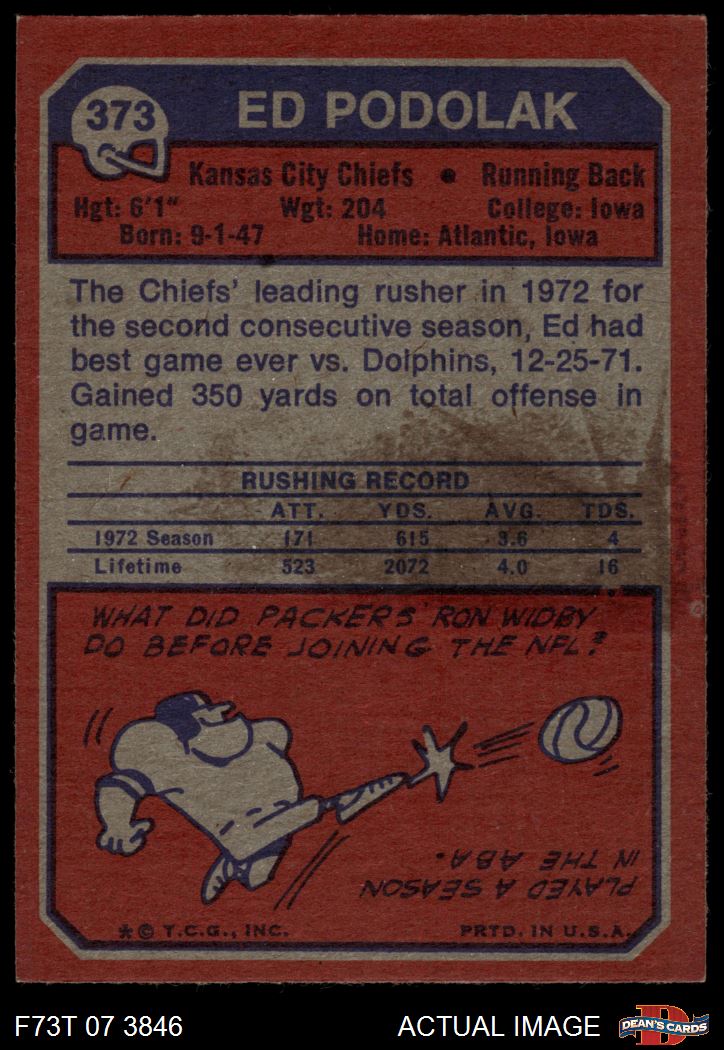 373
ED PODOLAK
Kansas City Chiefs • Running Back
Hgt: 6'1" Wgt: 204 College: Iowa
Born: 9-1-47 Home: Atlantic, Iowa
The Chiefs' leading rusher in 1972 for
the second consecutive season, Ed had
best game ever vs. Dolphins, 12-25-71.
Gained 350 yards on total offense in
game.
RUSHING RECORD
ATT. YDS. AVG. TDS.
1972 Season 171 615 3.6 4
Lifetime 523 2072 4.0 16
WHAT DID PACKERS' RON WIDBY
DO BEFORE JOINING THE NFL?
PLAYED A SEASON
IN THE ABA.
* © T.C.G., INC. PRTD. IN U.S.A.
F73T 07 3846 ACTUAL IMAGE
D
DEAN'S CARDS